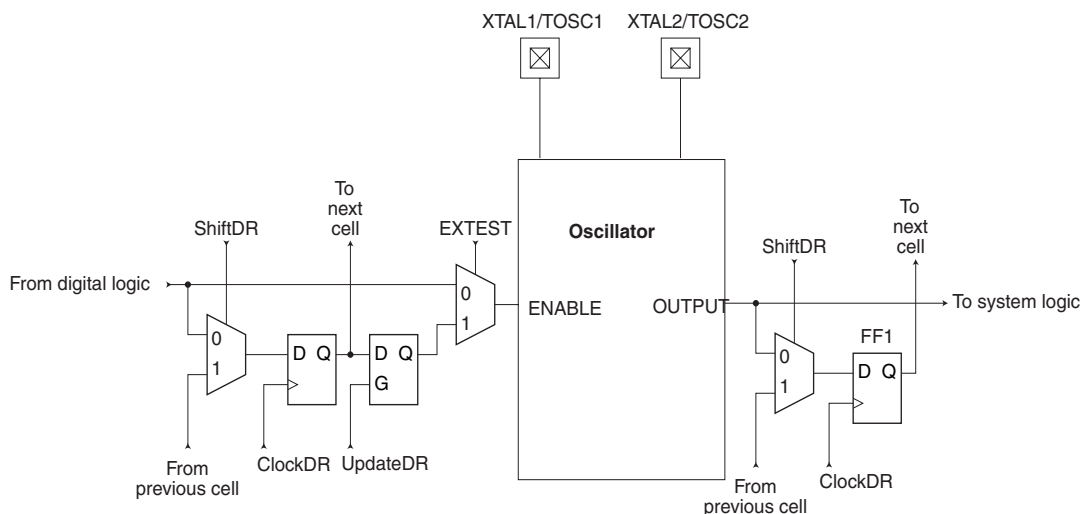 XTAL1/TOSC1
XTAL2/TOSC2
To
next
cell
ShiftDR
EXTEST
Oscillator
To
next
cell
ShiftDR
From digital logic
0
1
0
1
ENABLE
OUTPUT
To system logic
FF1
D Q
D Q
G
0
1
D Q
From
previous cell
ClockDR
UpdateDR
From
previous cell
ClockDR